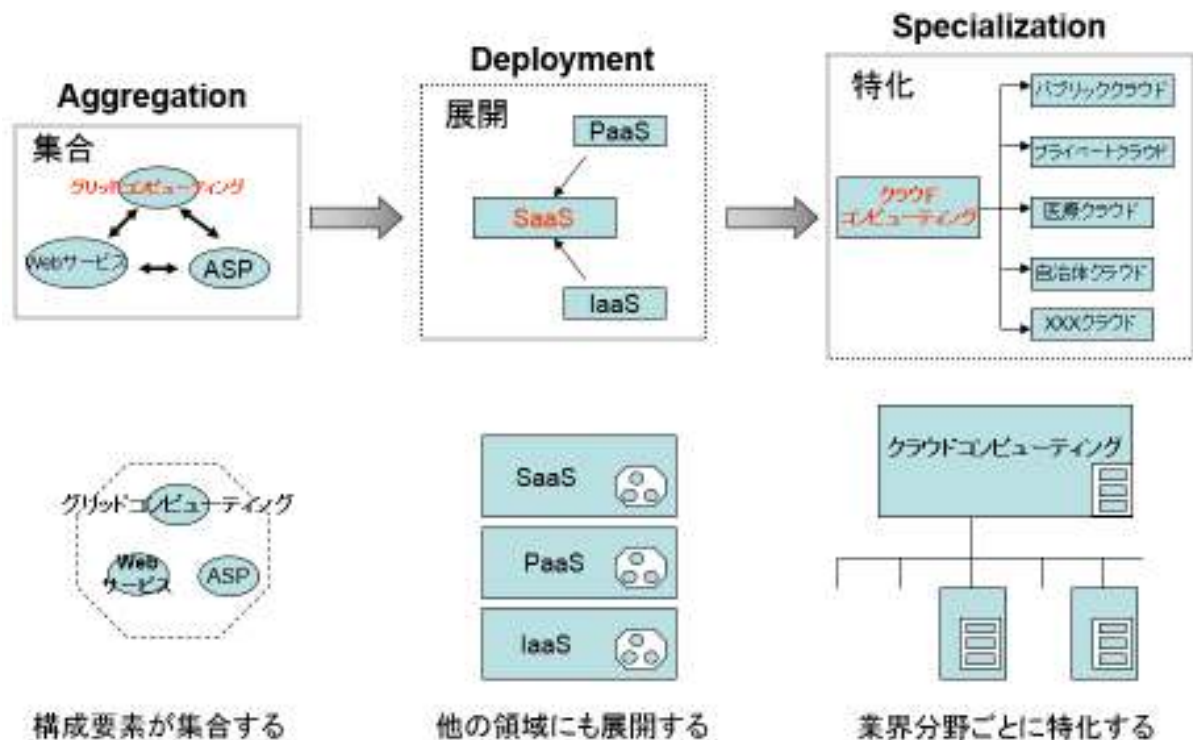 Aggregation
集合
グリッドコンピューティング
Webサービス
ASP
Deployment
展開
PaaS
SaaS
IaaS
Specialization
特化
クラウド
コンピューティング
パブリッククラウド
プライベートクラウド
医療クラウド
自治体クラウド
XXXクラウド
グリッドコンピューティング
Web
サービス
ASP
SaaS
PaaS
IaaS
クラウドコンピューティング
構成要素が集合する
他の領域にも展開する
業界分野ごとに特化する